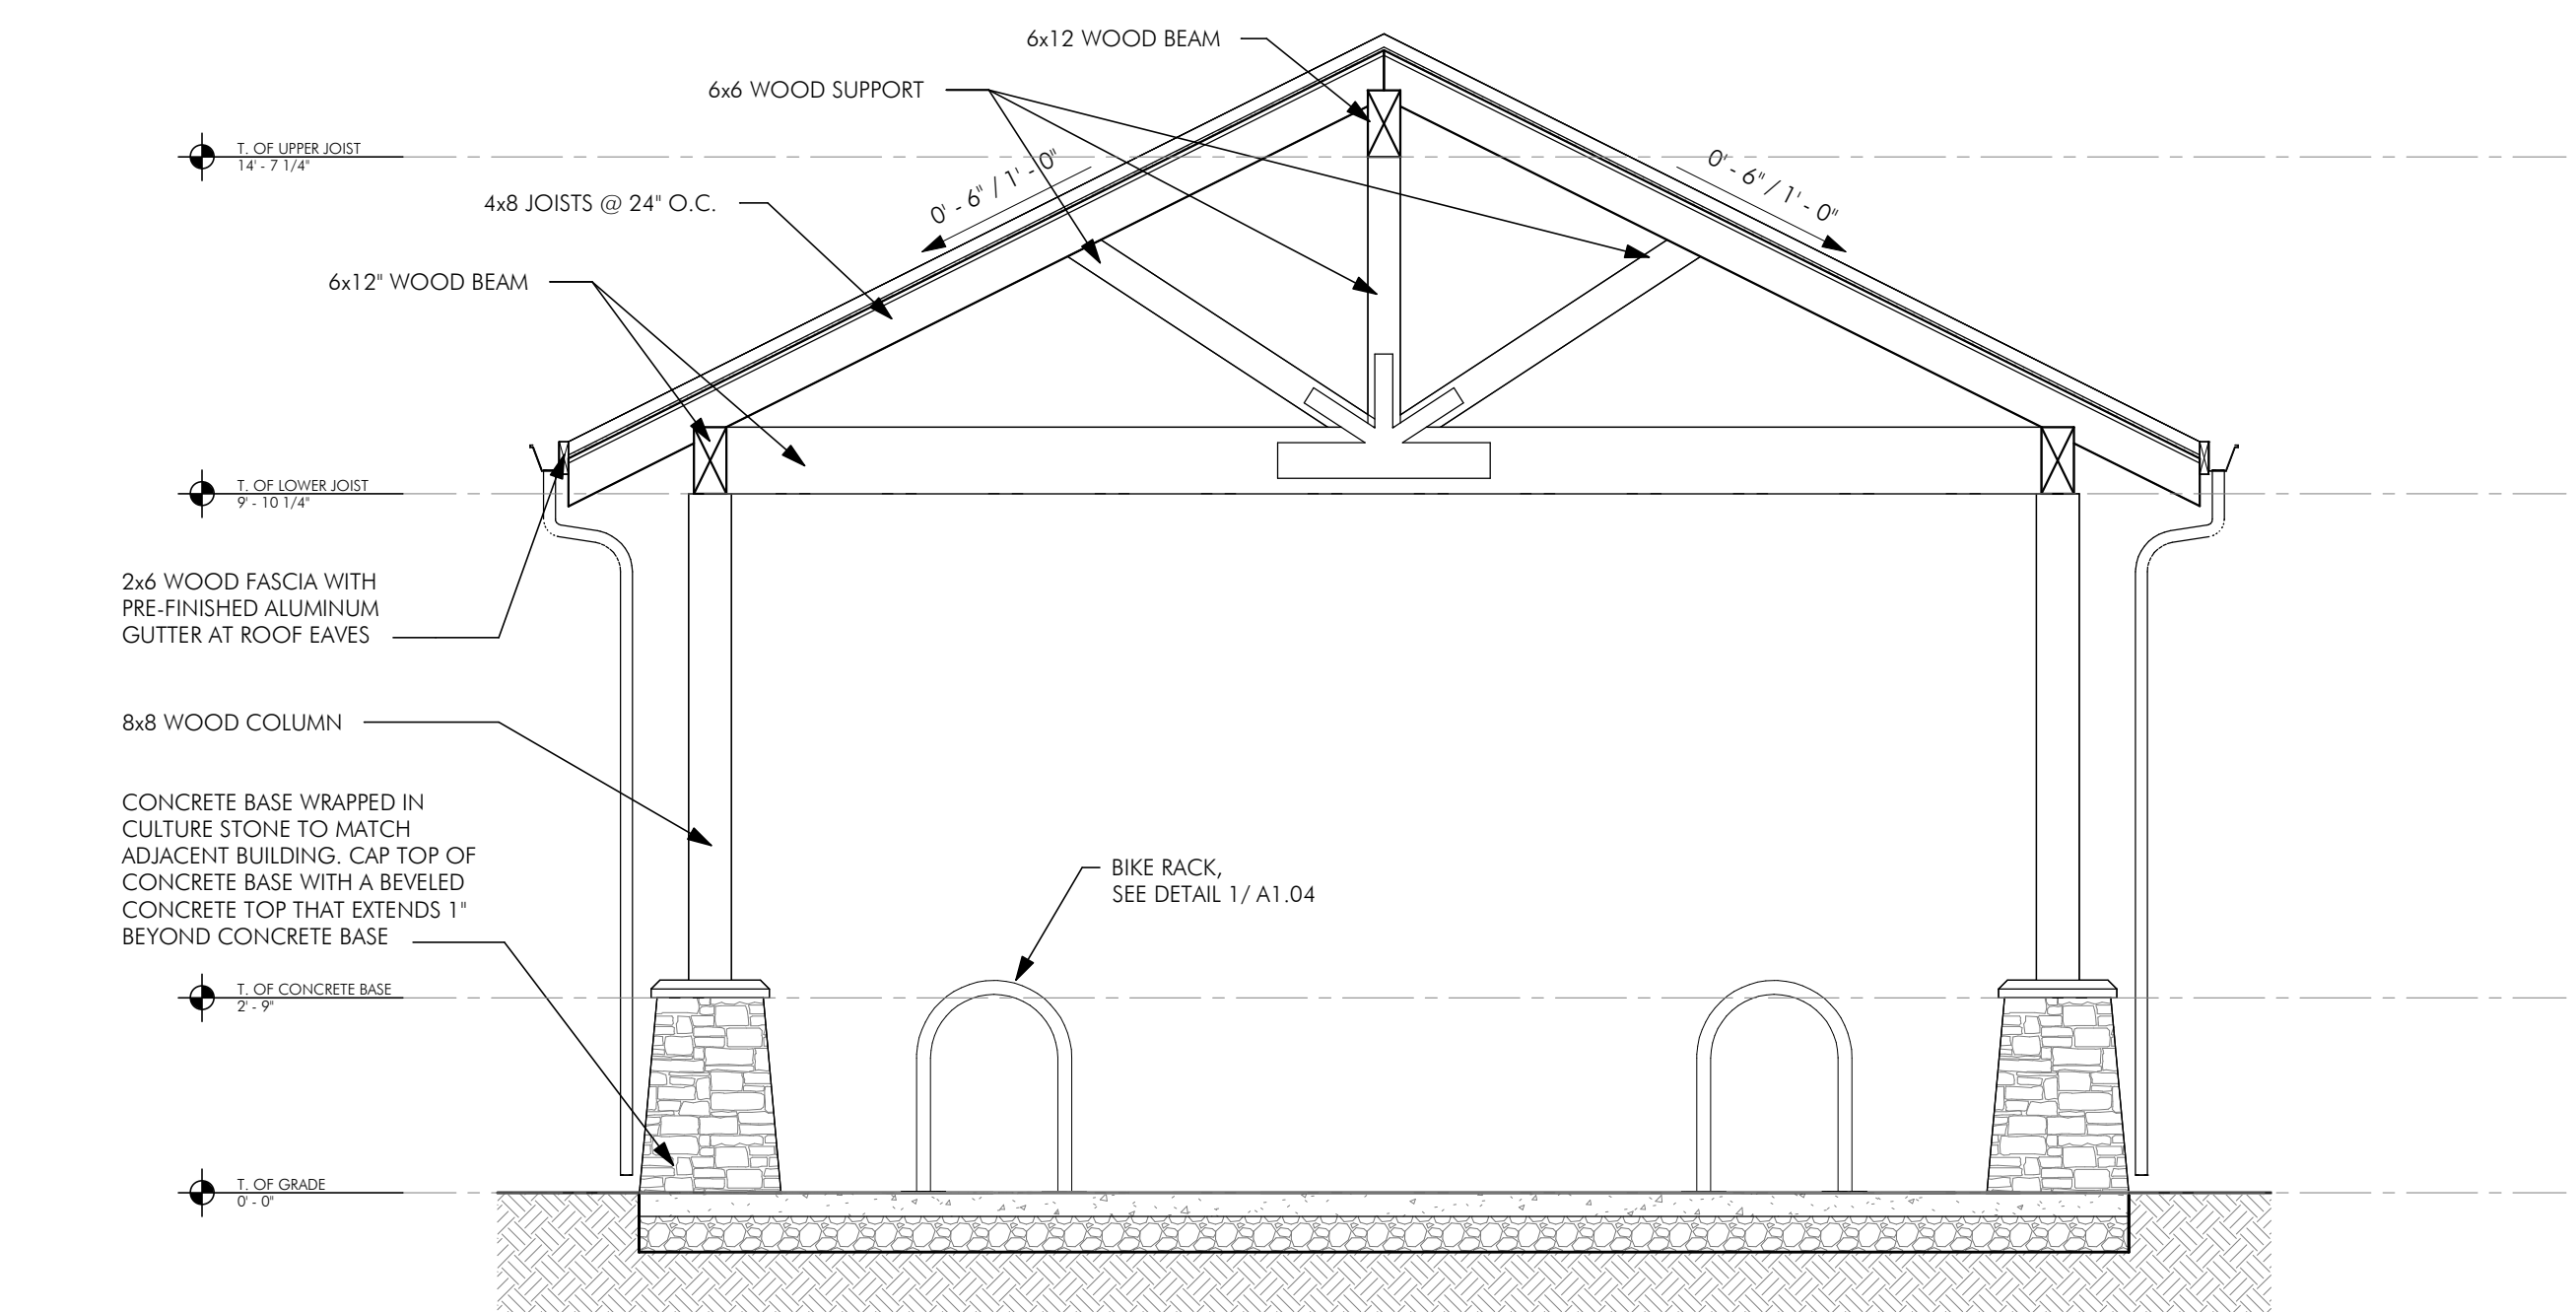 6x12 WOOD BEAM
6x6 WOOD SUPPORT
T. OF UPPER JOIST
14' - 7 1/4"
0' - 6" / 1' - 0"
0' - 6" / 1' - 0"
4x8 JOISTS @ 24" O.C.
6x12" WOOD BEAM
T. OF LOWER JOIST
9' - 10 1/4"
2x6 WOOD FASCIA WITH
PRE-FINISHED ALUMINUM
GUTTER AT ROOF EAVES
8x8 WOOD COLUMN
CONCRETE BASE WRAPPED IN
CULTURE STONE TO MATCH
ADJACENT BUILDING. CAP TOP OF
CONCRETE BASE WITH A BEVELED
CONCRETE TOP THAT EXTENDS 1"
BEYOND CONCRETE BASE
BIKE RACK,
SEE DETAIL 1/ A1.04
T. OF CONCRETE BASE
2' - 9"
T. OF GRADE
0' - 0"